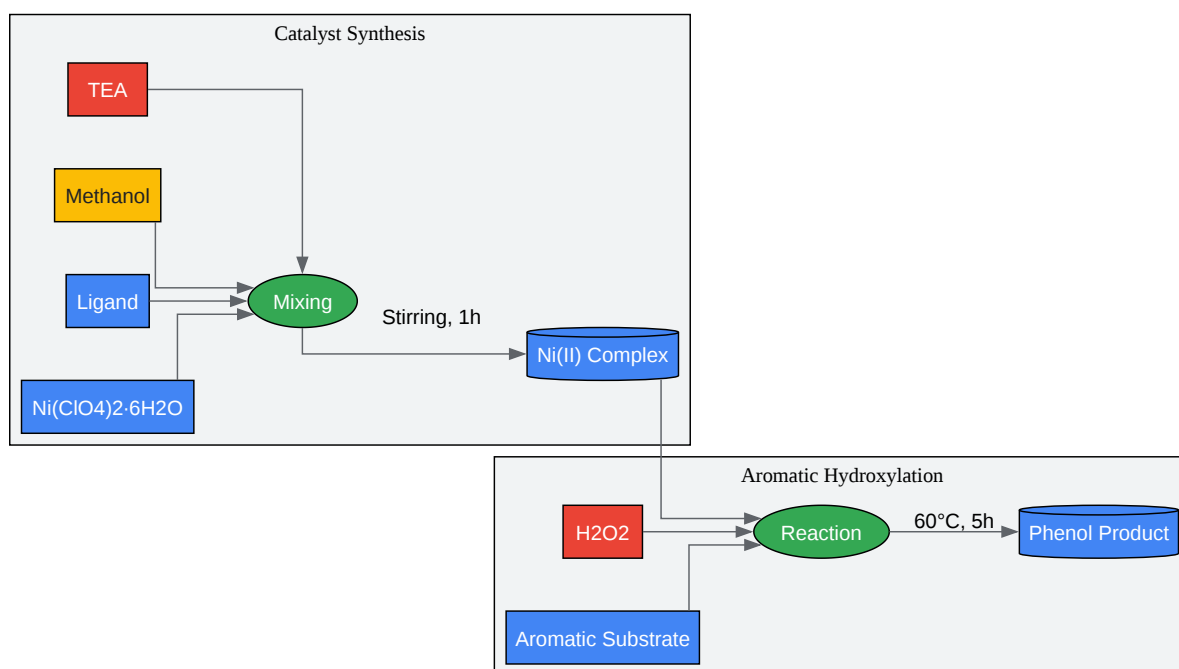 Catalyst Synthesis
TEA
Methanol
Ligand
Mixing
Stirring, 1h
Ni(II) Complex
Ni(ClO4)2·6H2O
Aromatic Hydroxylation
H2O2
Reaction
60°C, 5h
Phenol Product
Aromatic Substrate